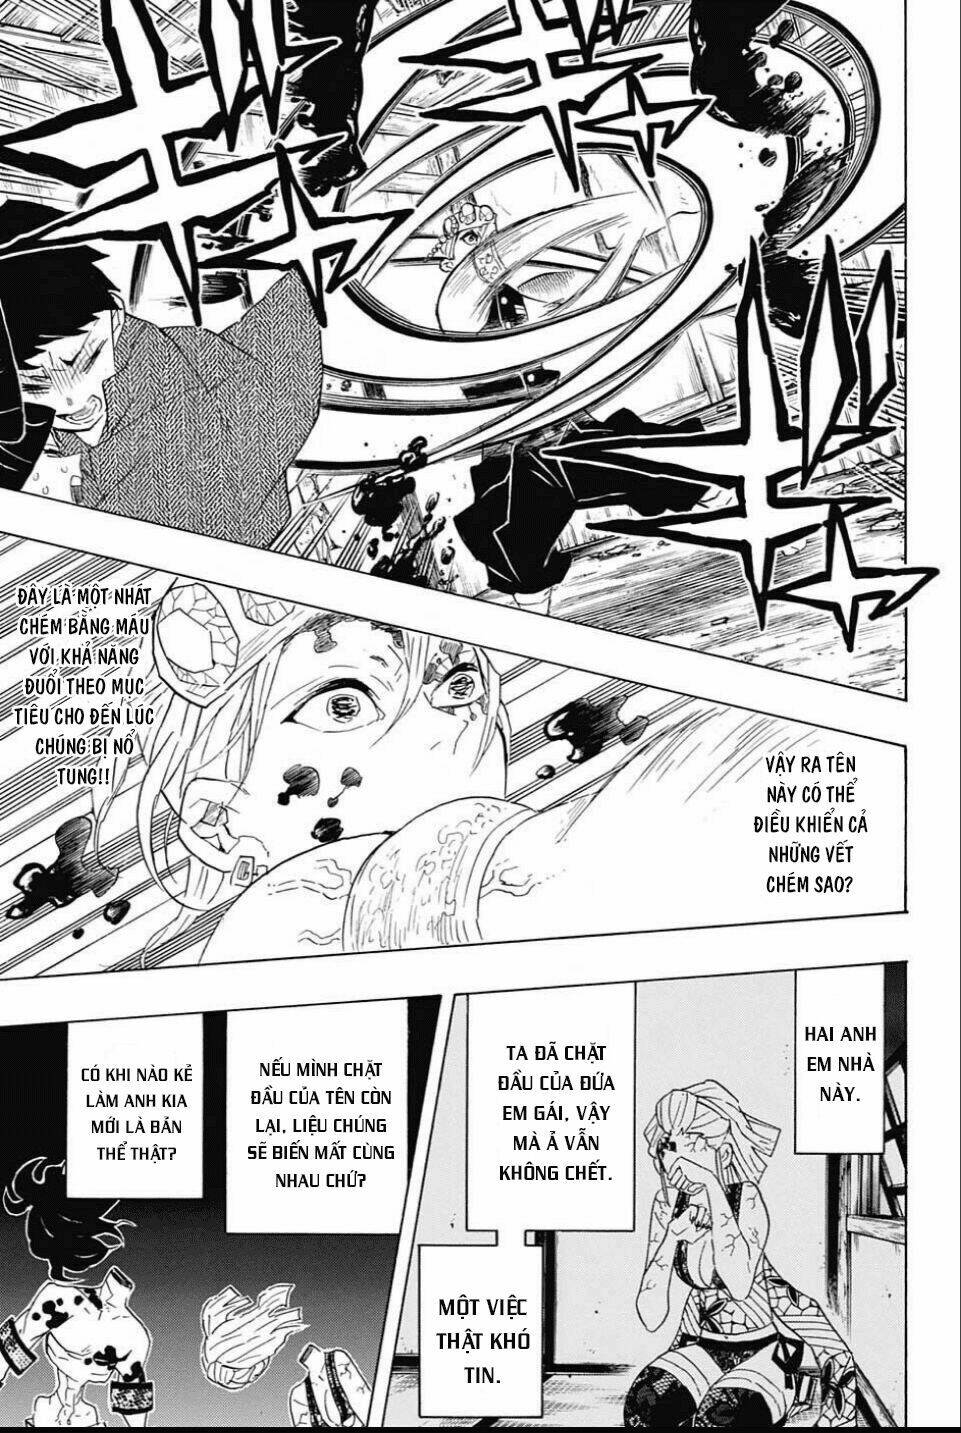 VẬY RA TÊN
NÀY CÓ THỂ
ĐIỀU KHIỂN CẢ
NHỮNG VẾT
CHÉM SAO?
ĐÂY LÀ MỘT NHÁT
CHÉM BẰNG MÁU
VỚI KHẢ NĂNG
ĐUỔI THEO MỤC
TIÊU CHO ĐẾN LÚC
CHÚNG BỊ NỔ
TUNG!!
HAI ANH
EM NHÀ
NÀY.
TA ĐÃ CHẶT
ĐẦU CỦA ĐỨA
EM GÁI, VẬY
MÀ Ả VẪN
KHÔNG CHẾT.
MỘT VIỆC
THẬT KHÓ
TIN.
NẾU MÌNH CHẶT
ĐẦU CỦA TÊN CÒN
LẠI, LIỆU CHÚNG
SẼ BIẾN MẤT CÙNG
NHAU CHỨ?
CÓ KHI NÀO KẺ
LÀM ANH KIA
MỚI LÀ BẢN
THỂ THẬT?